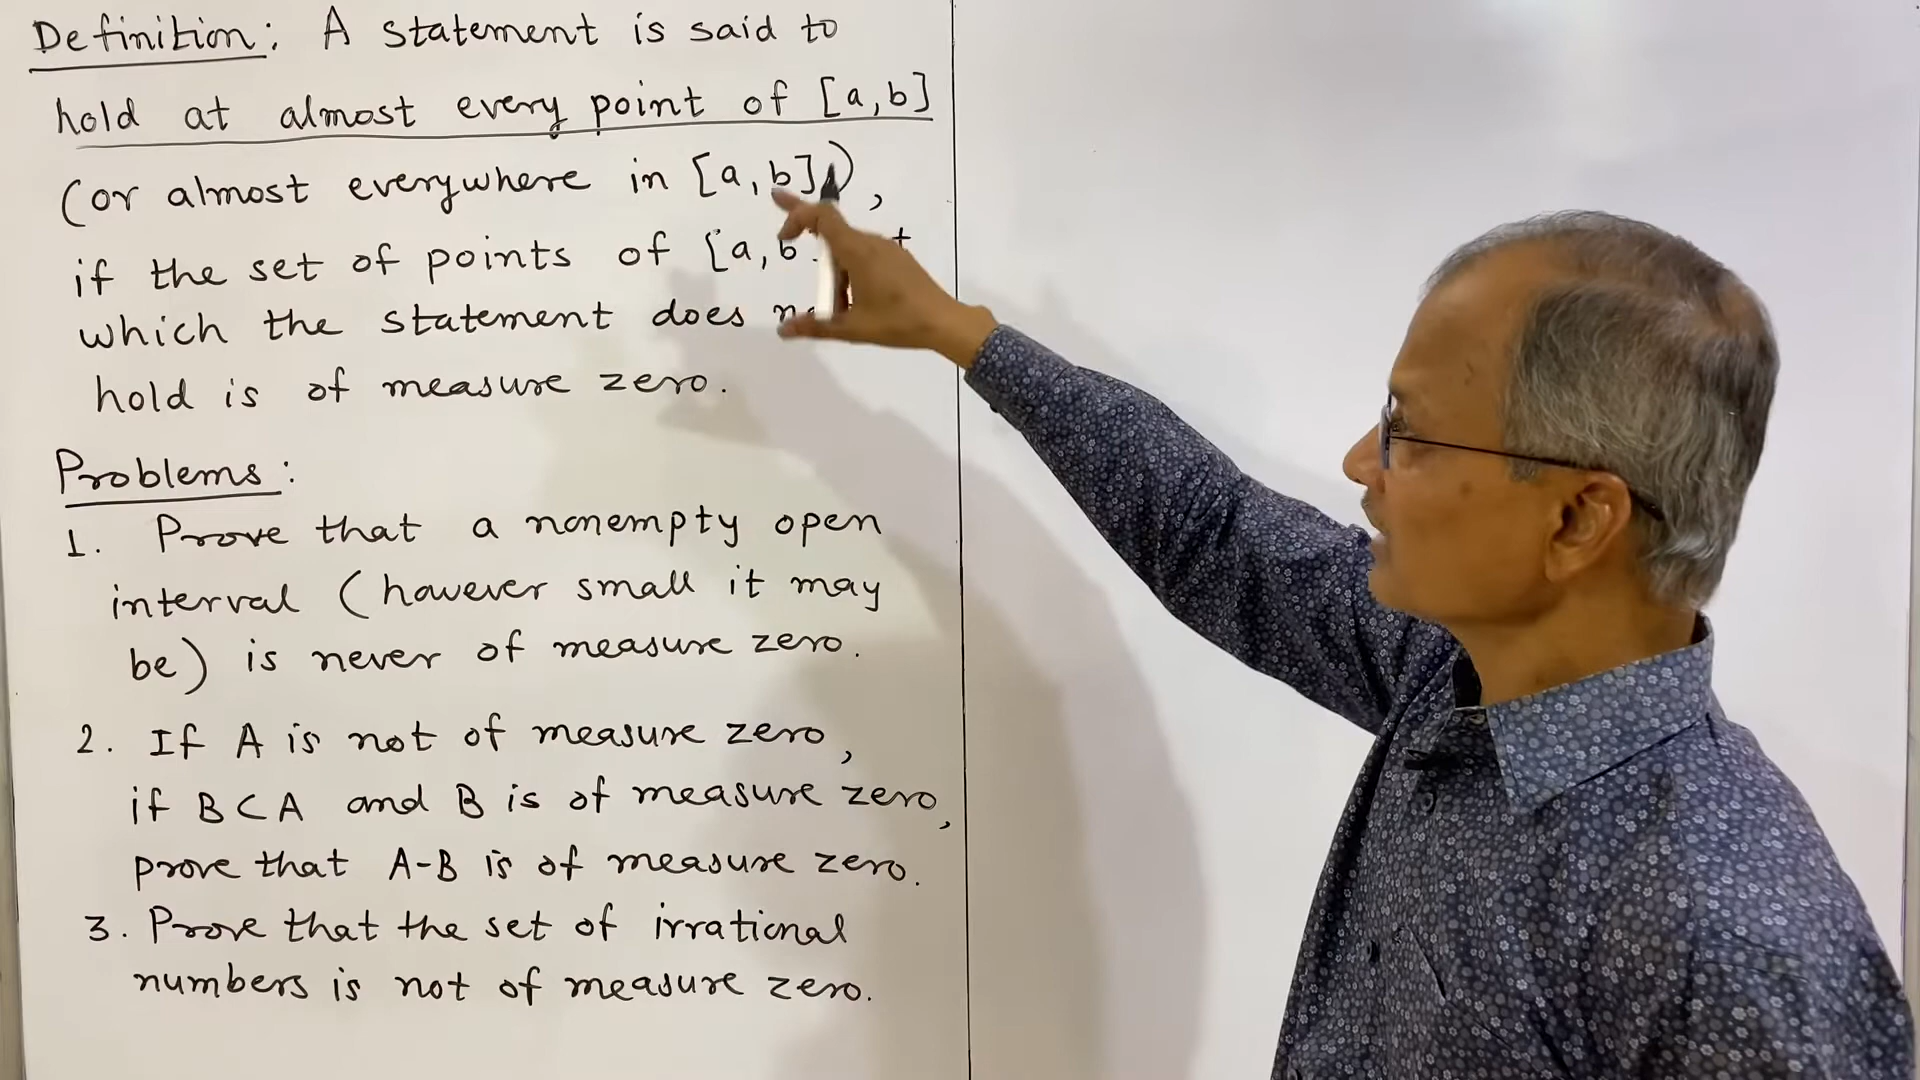 Definition: A statement is said to
hold at almost every point of [a,b]
(or almost everywhere in [a,b]),
if the set of points of [a,b
which the statement does
hold is of measure zero.
Problems:
1. Prove that a nonempty open
interval (however small it may
be) is never of measure zero.
2. If A is not of measure zero,
if B⊂A and B is of measure zero,
prove that A-B is of measure zero.
3. Prove that the set of irrational
numbers is not of measure zero.